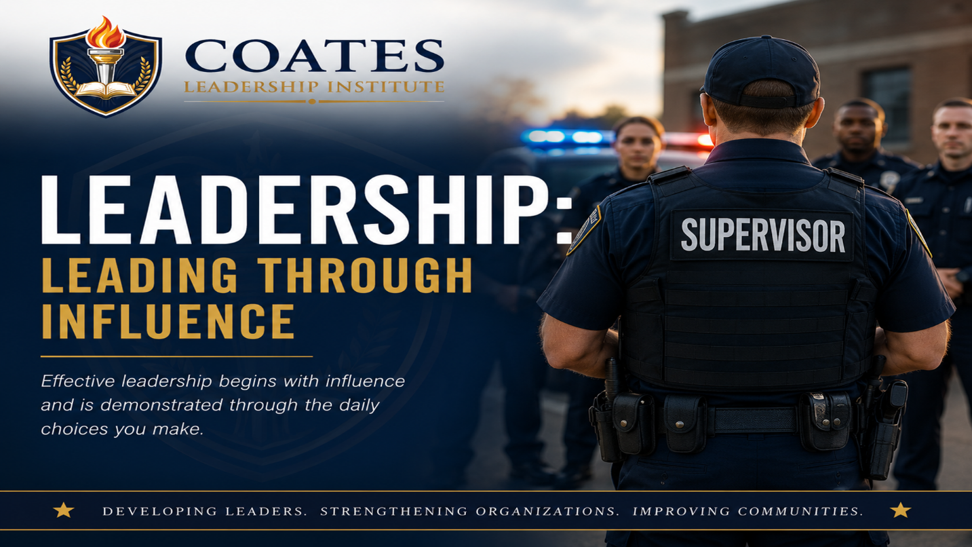 COATES
LEADERSHIP INSTITUTE
LEADERSHIP:
LEADING THROUGH
INFLUENCE
SUPERVISOR
Effective leadership begins with influence
and is demonstrated through the daily
choices you make.
DEVELOPING LEADERS. STRENGTHENING ORGANIZATIONS. IMPROVING COMMUNITIES.